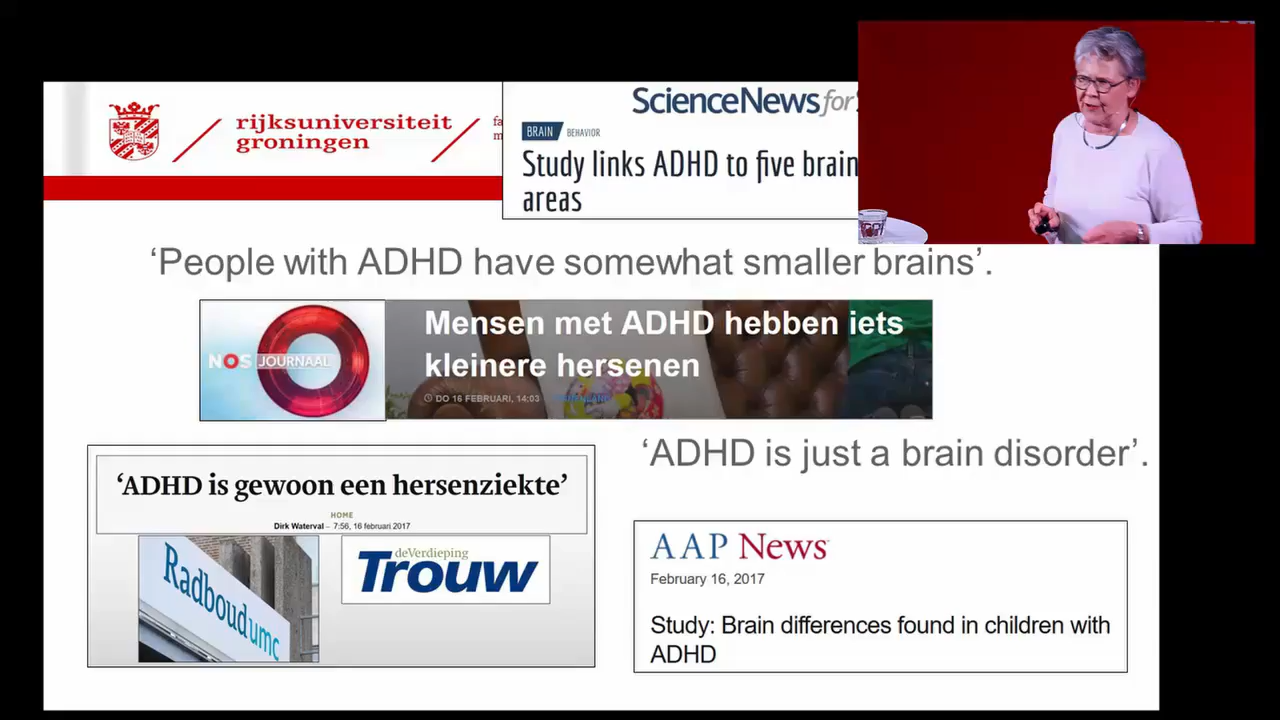 rijksuniversiteit
groningen
ScienceNews for
BRAIN BEHAVIOR
Study links ADHD to five brain
areas
‘People with ADHD have somewhat smaller brains’.
NOS JOURNAAL
Mensen met ADHD hebben iets
kleinere hersenen
DO 16 FEBRUARI, 14:03
‘ADHD is just a brain disorder’.
‘ADHD is gewoon een hersenziekte’
HOME
Dirk Waterval – 7:56, 16 februari 2017
Radboudumc
deVerdieping
Trouw
AAP News
February 16, 2017
Study: Brain differences found in children with
ADHD